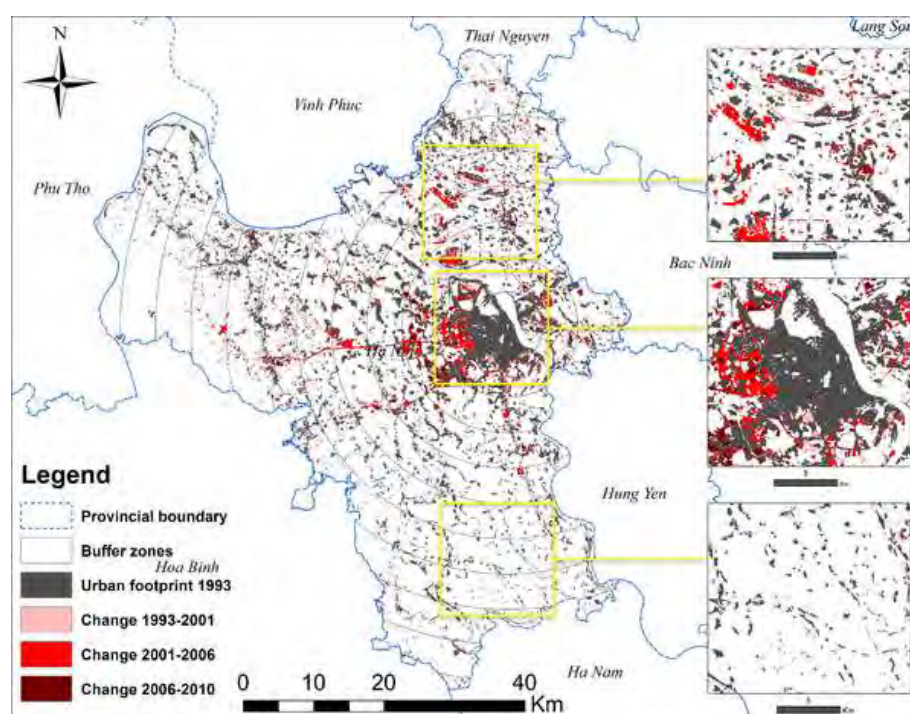 Thai Nguyen
Lang Son
N
Vinh Phuc
Phu Tho
Bac Ninh
Legend
Provincial boundary
Hung Yen
Buffer zones
Hoa Binh
Urban footprint 1993
Change 1993-2001
Change 2001-2006
Change 2006-2010
Ha Nam
0 10 20 40
Km